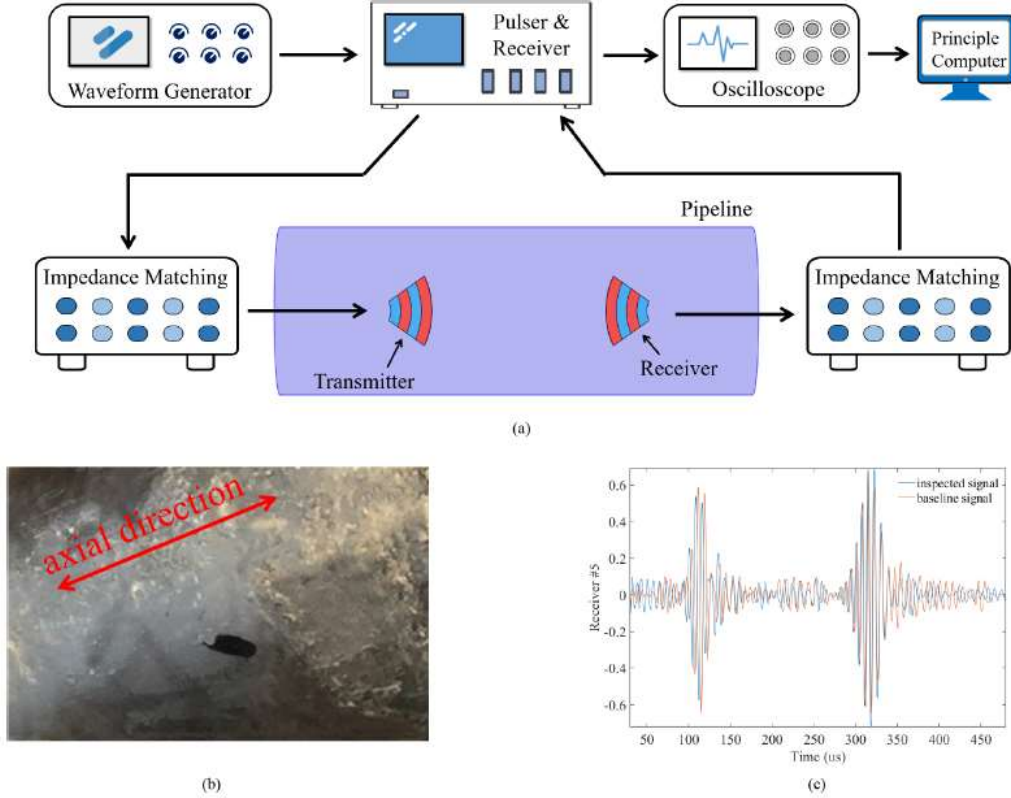 Waveform Generator
Pulser &
Receiver
Oscilloscope
Principle
Computer
Pipeline
Impedance Matching
Transmitter
Receiver
Impedance Matching
(a)
axial direction
(b)
inspected signal
baseline signal
Receiver #5
0.6
0.4
0.2
0
-0.2
-0.4
-0.6
50 100 150 200 250 300 350 400 450
Time (us)
(c)